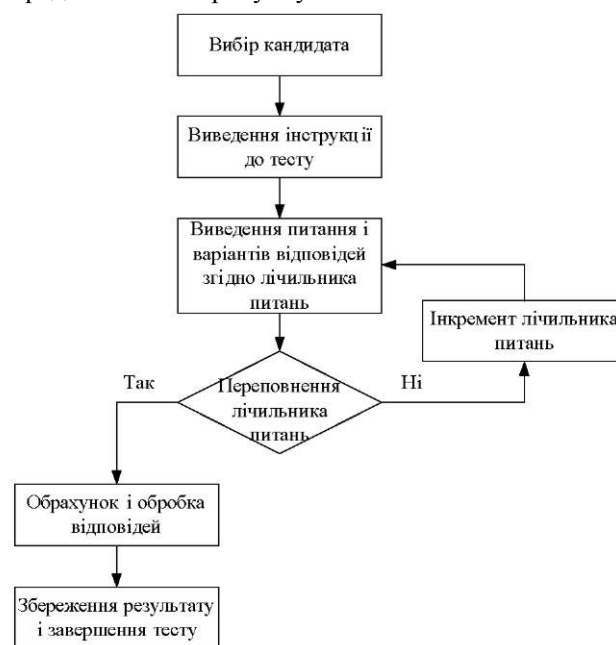 Вибір кандидата
Виведення інструкції
до тесту
Виведення питання і
варіантів відповідей
згідно лічильника
питань
Інкремент лічильника
питань
Так
Переповнення
лічильника
питань
Ні
Обрахунок і обробка
відповідей
Збереження результату
і завершення тесту